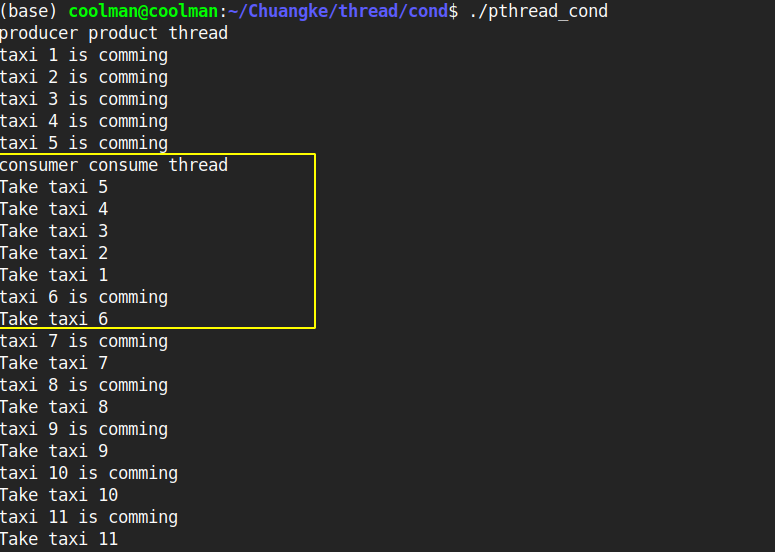 (base) coolman@coolman:~/Chuangke/thread/cond$ ./pthread_cond
producer product thread
taxi 1 is comming
taxi 2 is comming
taxi 3 is comming
taxi 4 is comming
taxi 5 is comming
consumer consume thread
Take taxi 5
Take taxi 4
Take taxi 3
Take taxi 2
Take taxi 1
taxi 6 is comming
Take taxi 6
taxi 7 is comming
Take taxi 7
taxi 8 is comming
Take taxi 8
taxi 9 is comming
Take taxi 9
taxi 10 is comming
Take taxi 10
taxi 11 is comming
Take taxi 11